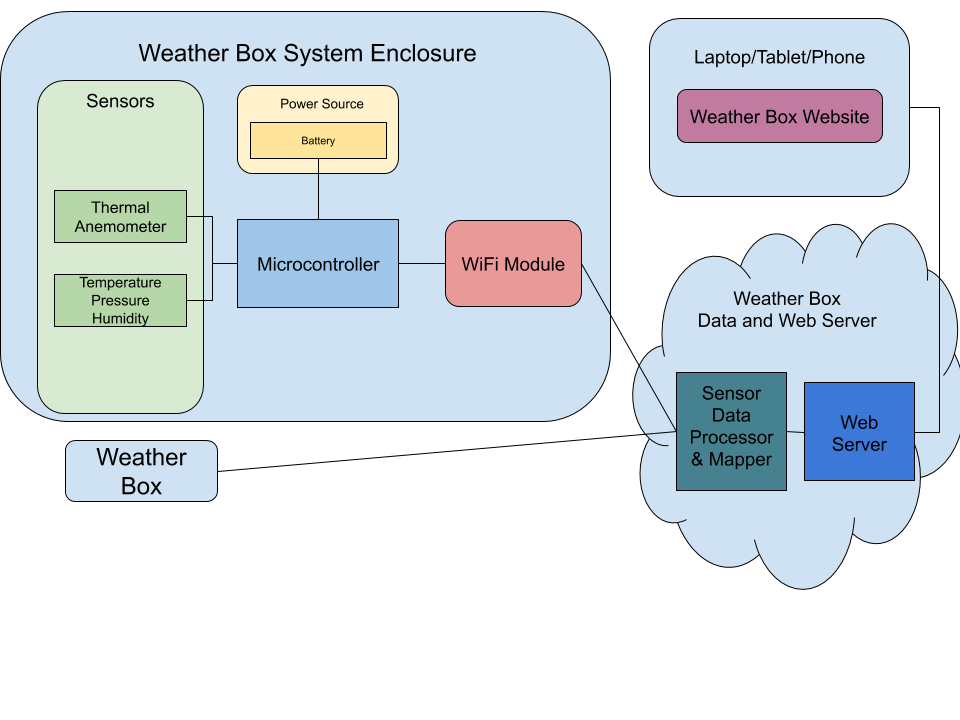 Weather Box System Enclosure
Sensors
Thermal
Anemometer
Temperature
Pressure
Humidity
Power Source
Battery
Microcontroller
WiFi Module
Laptop/Tablet/Phone
Weather Box Website
Weather Box
Data and Web Server
Sensor
Data
Processor
& Mapper
Web
Server
Weather
Box